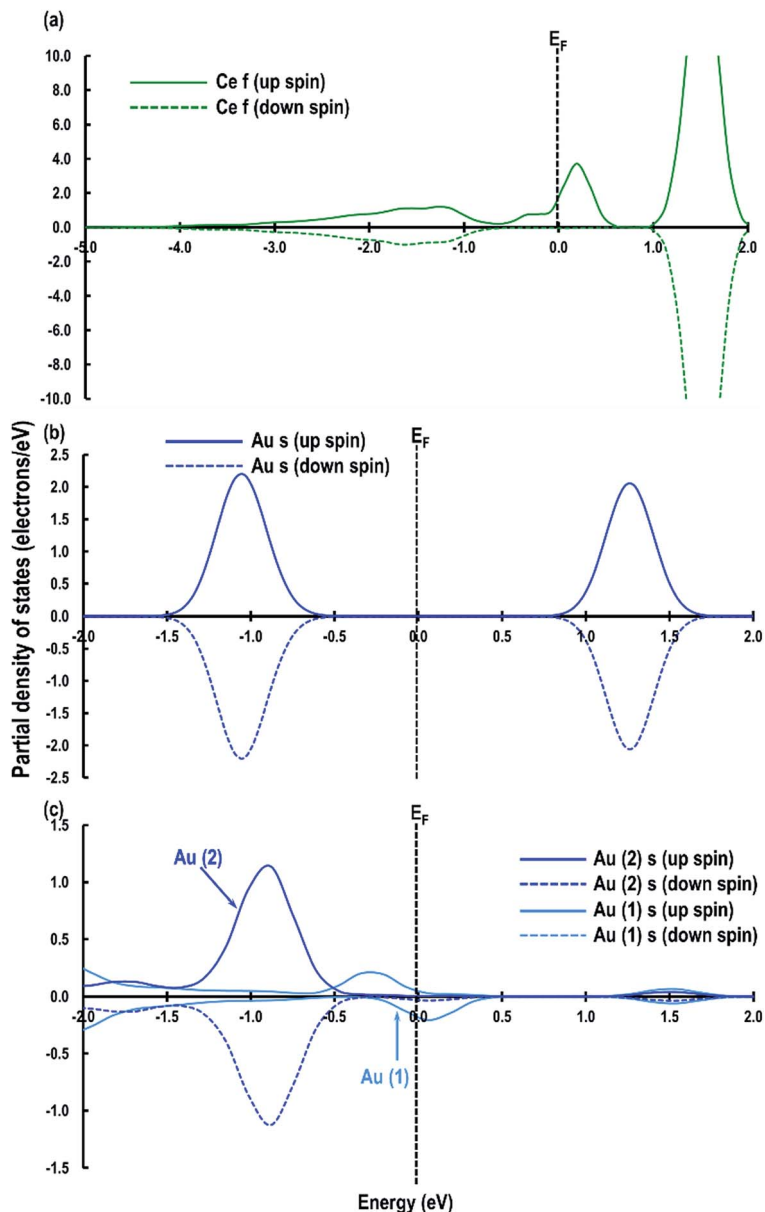 (a)
E_F
10.0
8.0
6.0
4.0
2.0
0.0
-2.0
-4.0
-6.0
-8.0
-10.0
Ce f (up spin)
Ce f (down spin)
-5.0 -4.0 -3.0 -2.0 -1.0 0.0 1.0 2.0
Partial density of states (electrons/eV)
(b)
E_F
2.5
2.0
1.5
1.0
0.5
0.0
-0.5
-1.0
-1.5
-2.0
-2.5
Au s (up spin)
Au s (down spin)
-2.0 -1.5 -1.0 -0.5 0.0 0.5 1.0 1.5 2.0
(c)
E_F
1.5
1.0
0.5
0.0
-0.5
-1.0
-1.5
Au (2)
Au (2) s (up spin)
Au (2) s (down spin)
Au (1) s (up spin)
Au (1) s (down spin)
-2.0 -1.5 -1.0 -0.5 0.0 0.5 1.0 1.5 2.0
Au (1)
Energy (eV)